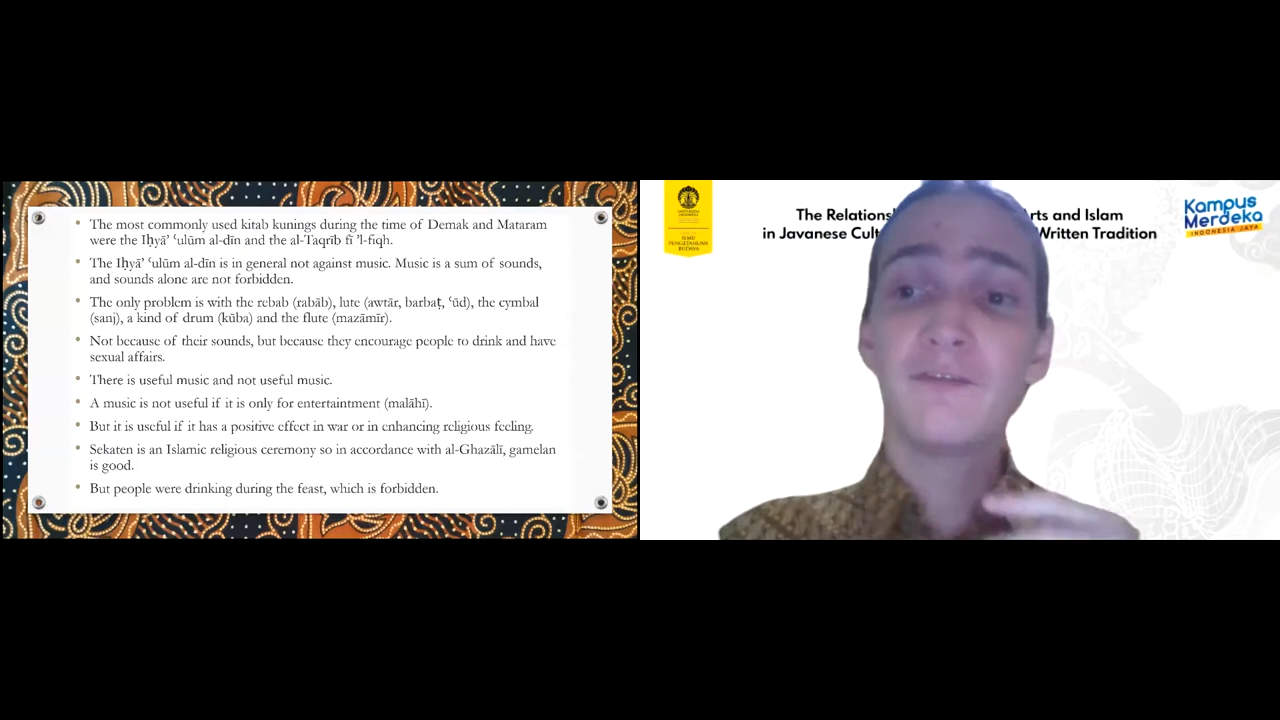 The most commonly used kitab kunings during the time of Demak and Mataram
were the Iḥyā’ ‘ulūm al-dīn and the al-Taqrīb fī ’l-fiqh.
The Iḥyā’ ‘ulūm al-dīn is in general not against music. Music is a sum of sounds,
and sounds alone are not forbidden.
The only problem is with the rebab (rabāb), lute (awtār, barbaṭ, ‘ūd), the cymbal
(sanj), a kind of drum (kūba) and the flute (mazāmīr).
Not because of their sounds, but because they encourage people to drink and have
sexual affairs.
There is useful music and not useful music.
A music is not useful if it is only for entertaintment (malāhī).
But it is useful if it has a positive effect in war or in enhancing religious feeling.
Sekaten is an Islamic religious ceremony so in accordance with al-Ghazālī, gamelan
is good.
But people were drinking during the feast, which is forbidden.
ILMU
PENGETAHUAN
BUDAYA
The Arts and Islam
in Javanese Written Tradition
Kampus
Merdeka
INDONESIA JAYA